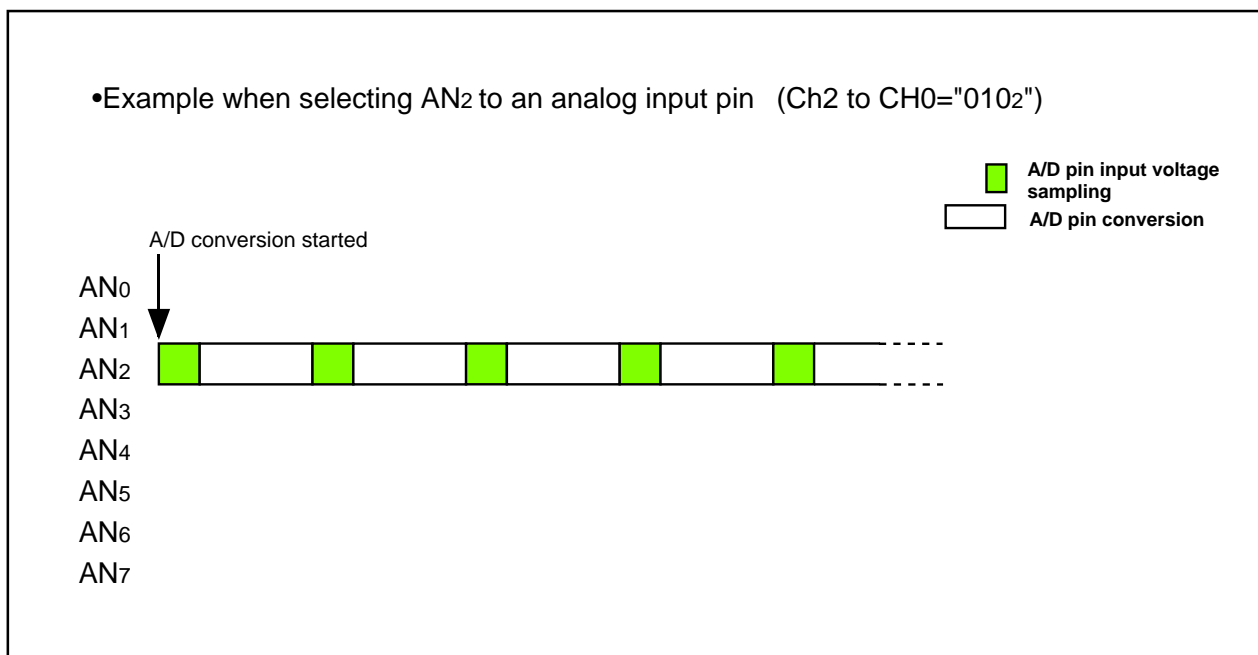 •Example when selecting AN2 to an analog input pin (Ch2 to CH0="0102")
A/D pin input voltage
sampling
A/D pin conversion
A/D conversion started
AN0
AN1
AN2
AN3
AN4
AN5
AN6
AN7